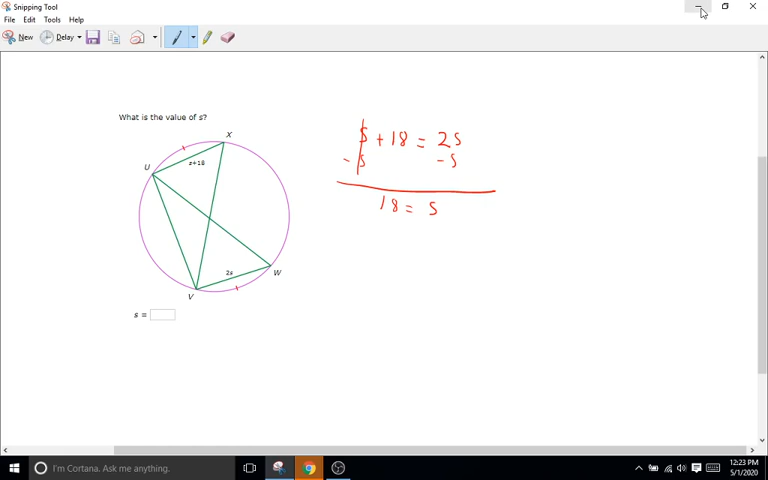 Snipping Tool
File Edit Tools Help
New Delay
What is the value of s?
X
U
s+18
2s
W
V
s =
s + 18 = 2s
- s - s
18 = s
I'm Cortana. Ask me anything.
12:23 PM
5/1/2020